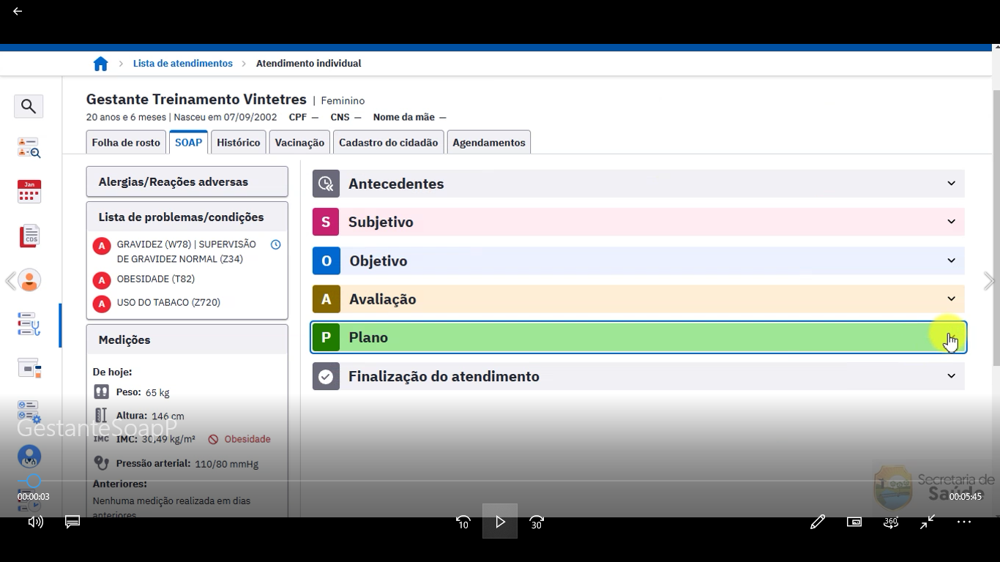 Lista de atendimentos
Atendimento individual
Gestante Treinamento Vintetres | Feminino
20 anos e 6 meses | Nasceu em 07/09/2002 CPF — CNS — Nome da mãe —
Folha de rosto SOAP Histórico Vacinação Cadastro do cidadão Agendamentos
Jan
CDS
Alergias/Reações adversas
Lista de problemas/condições
A GRAVIDEZ (W78) | SUPERVISÃO
DE GRAVIDEZ NORMAL (Z34)
A OBESIDADE (T82)
A USO DO TABACO (Z720)
Medições
De hoje:
Peso: 65 kg
Altura: 146 cm
IMC IMC: 30,49 kg/m² Obesidade
Pressão arterial: 110/80 mmHg
Anteriores:
Nenhuma medição realizada em dias
anteriores
Antecedentes
S Subjetivo
O Objetivo
A Avaliação
P Plano
Finalização do atendimento
GestanteSoapP
Secretaria de
Saúde
00:00:03
00:05:45
10
30
360